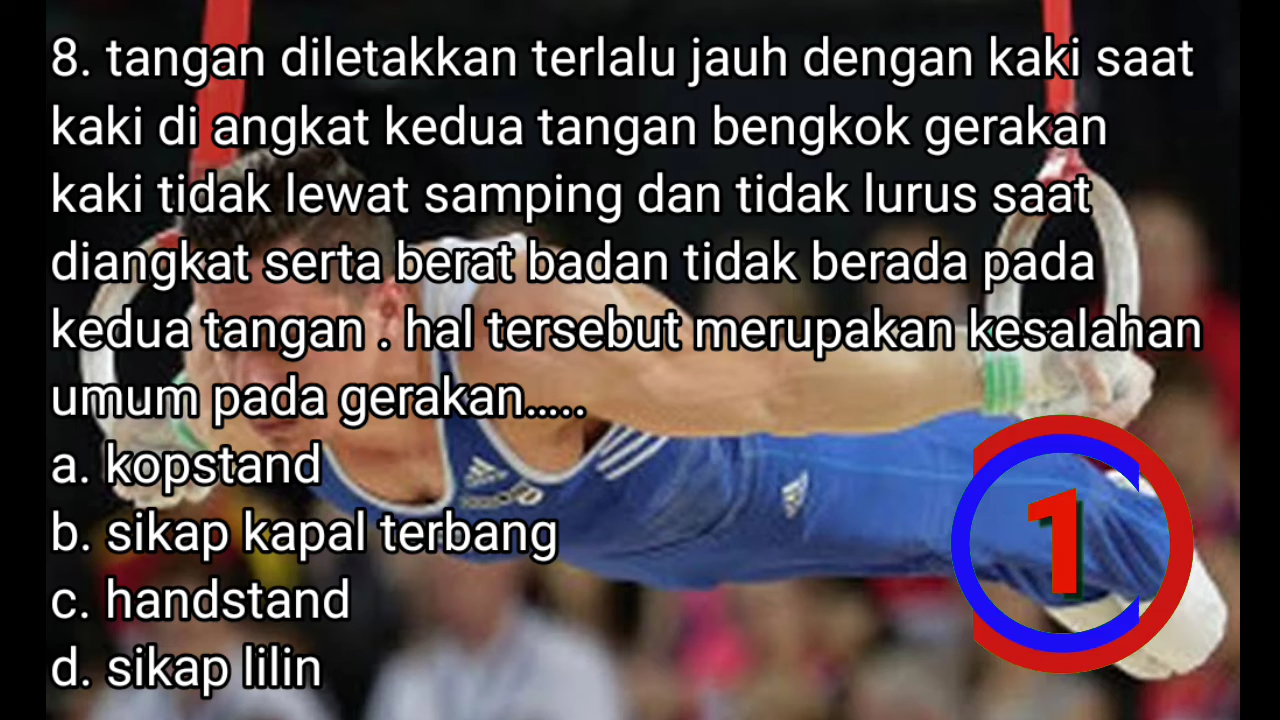 8. tangan diletakkan terlalu jauh dengan kaki saat
kaki di angkat kedua tangan bengkok gerakan
kaki tidak lewat samping dan tidak lurus saat
diangkat serta berat badan tidak berada pada
kedua tangan . hal tersebut merupakan kesalahan
umum pada gerakan.....
a. kopstand
b. sikap kapal terbang
c. handstand
d. sikap lilin
1